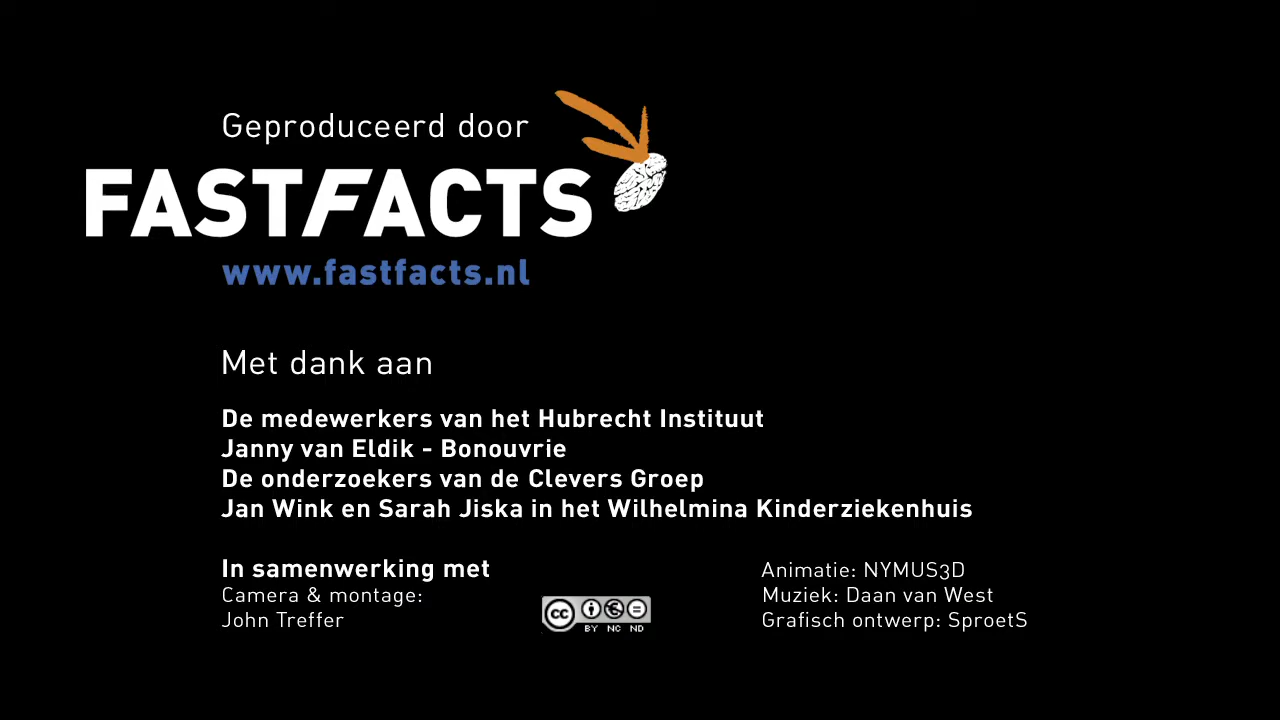 Geproduceerd door
FASTFACTS
www.fastfacts.nl
Met dank aan
De medewerkers van het Hubrecht Instituut
Janny van Eldik - Bonouvrie
De onderzoekers van de Clevers Groep
Jan Wink en Sarah Jiska in het Wilhelmina Kinderziekenhuis
In samenwerking met
Camera & montage:
John Treffer
cc
BY NC ND
Animatie: NYMUS3D
Muziek: Daan van West
Grafisch ontwerp: SproetS